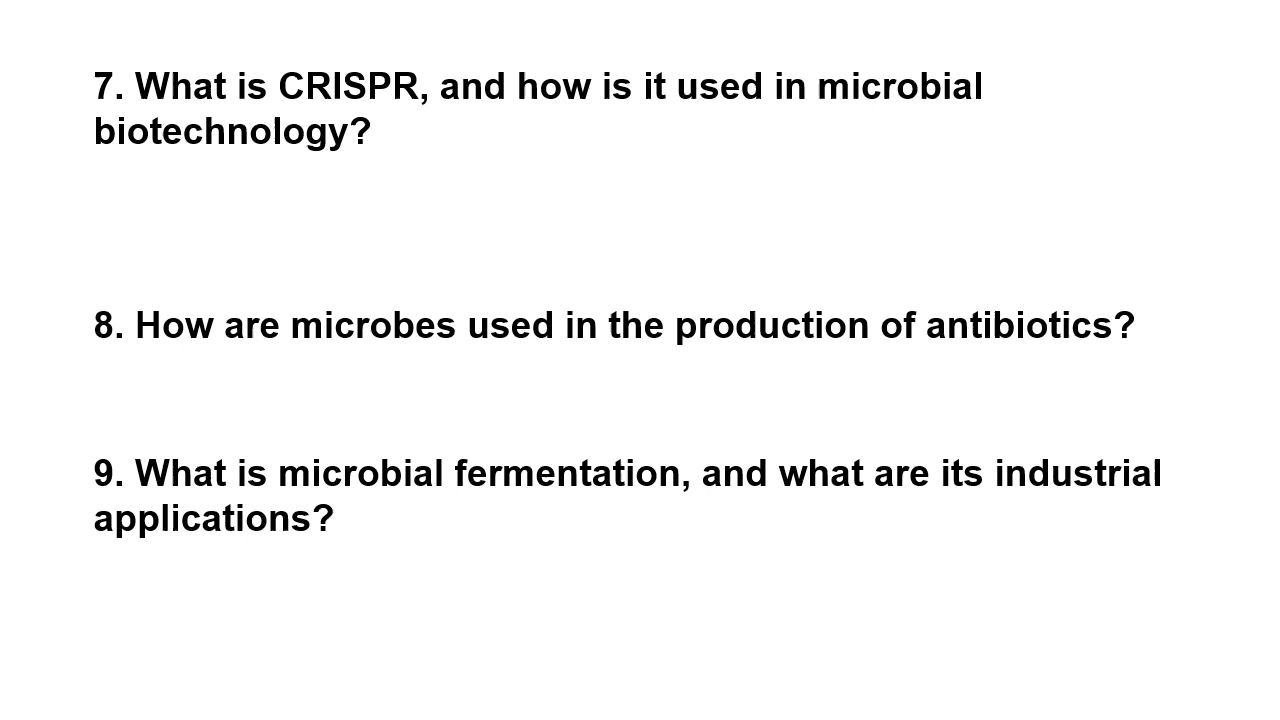 7. What is CRISPR, and how is it used in microbial
biotechnology?
8. How are microbes used in the production of antibiotics?
9. What is microbial fermentation, and what are its industrial
applications?